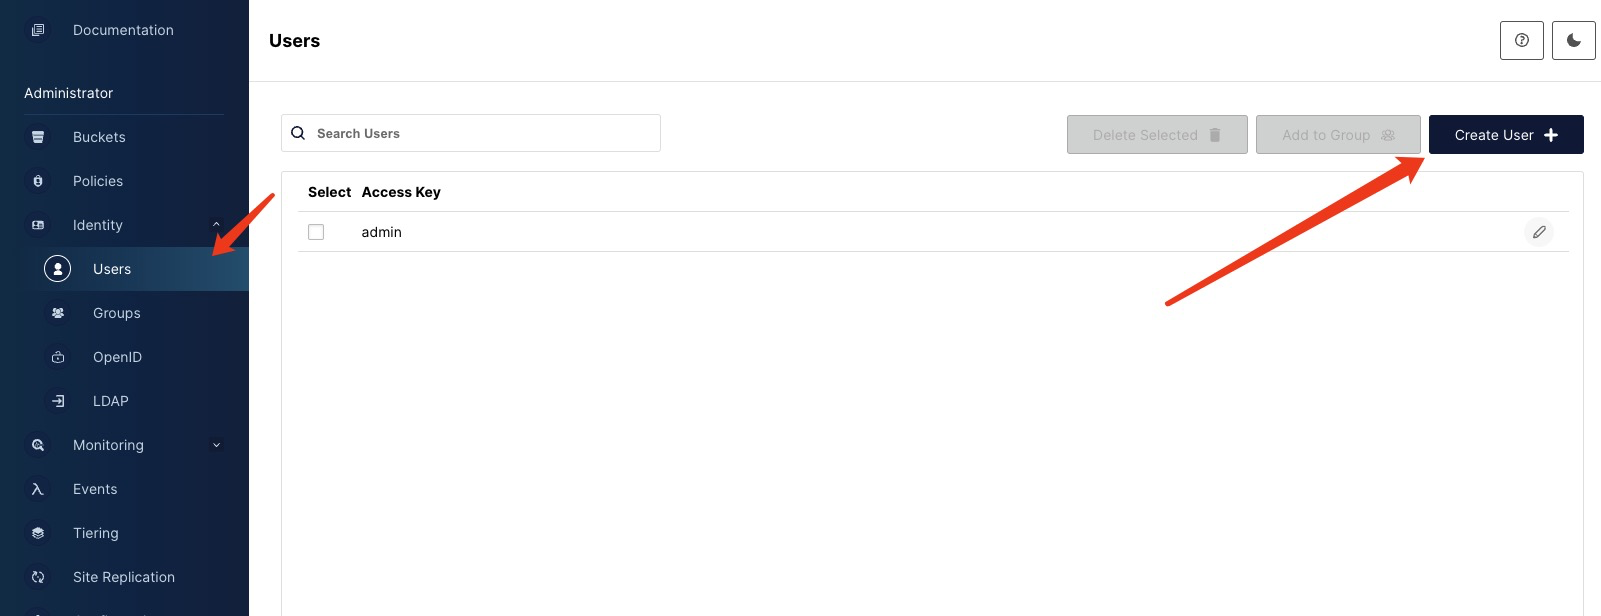 Documentation
Administrator
Buckets
Policies
Identity
Users
Groups
OpenID
LDAP
Monitoring
Events
Tiering
Site Replication
Users
Search Users
Delete Selected
Add to Group
Create User
Select Access Key
admin